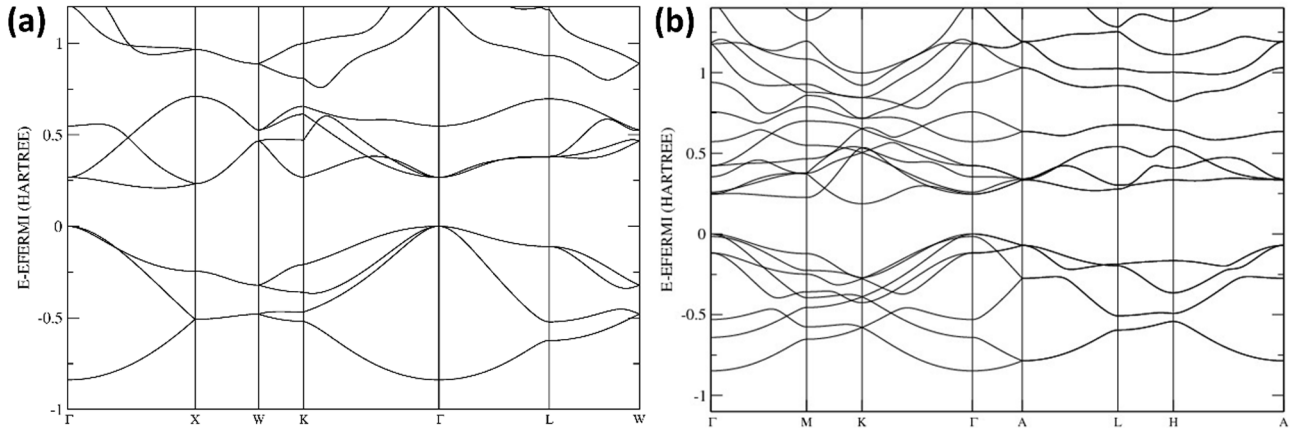 (a)
E-EFERMI (HARTREE)
1
0.5
0
-0.5
-1
Γ X W K Γ L W
(b)
E-EFERMI (HARTREE)
1
0.5
0
-0.5
-1
Γ M K Γ A L H A